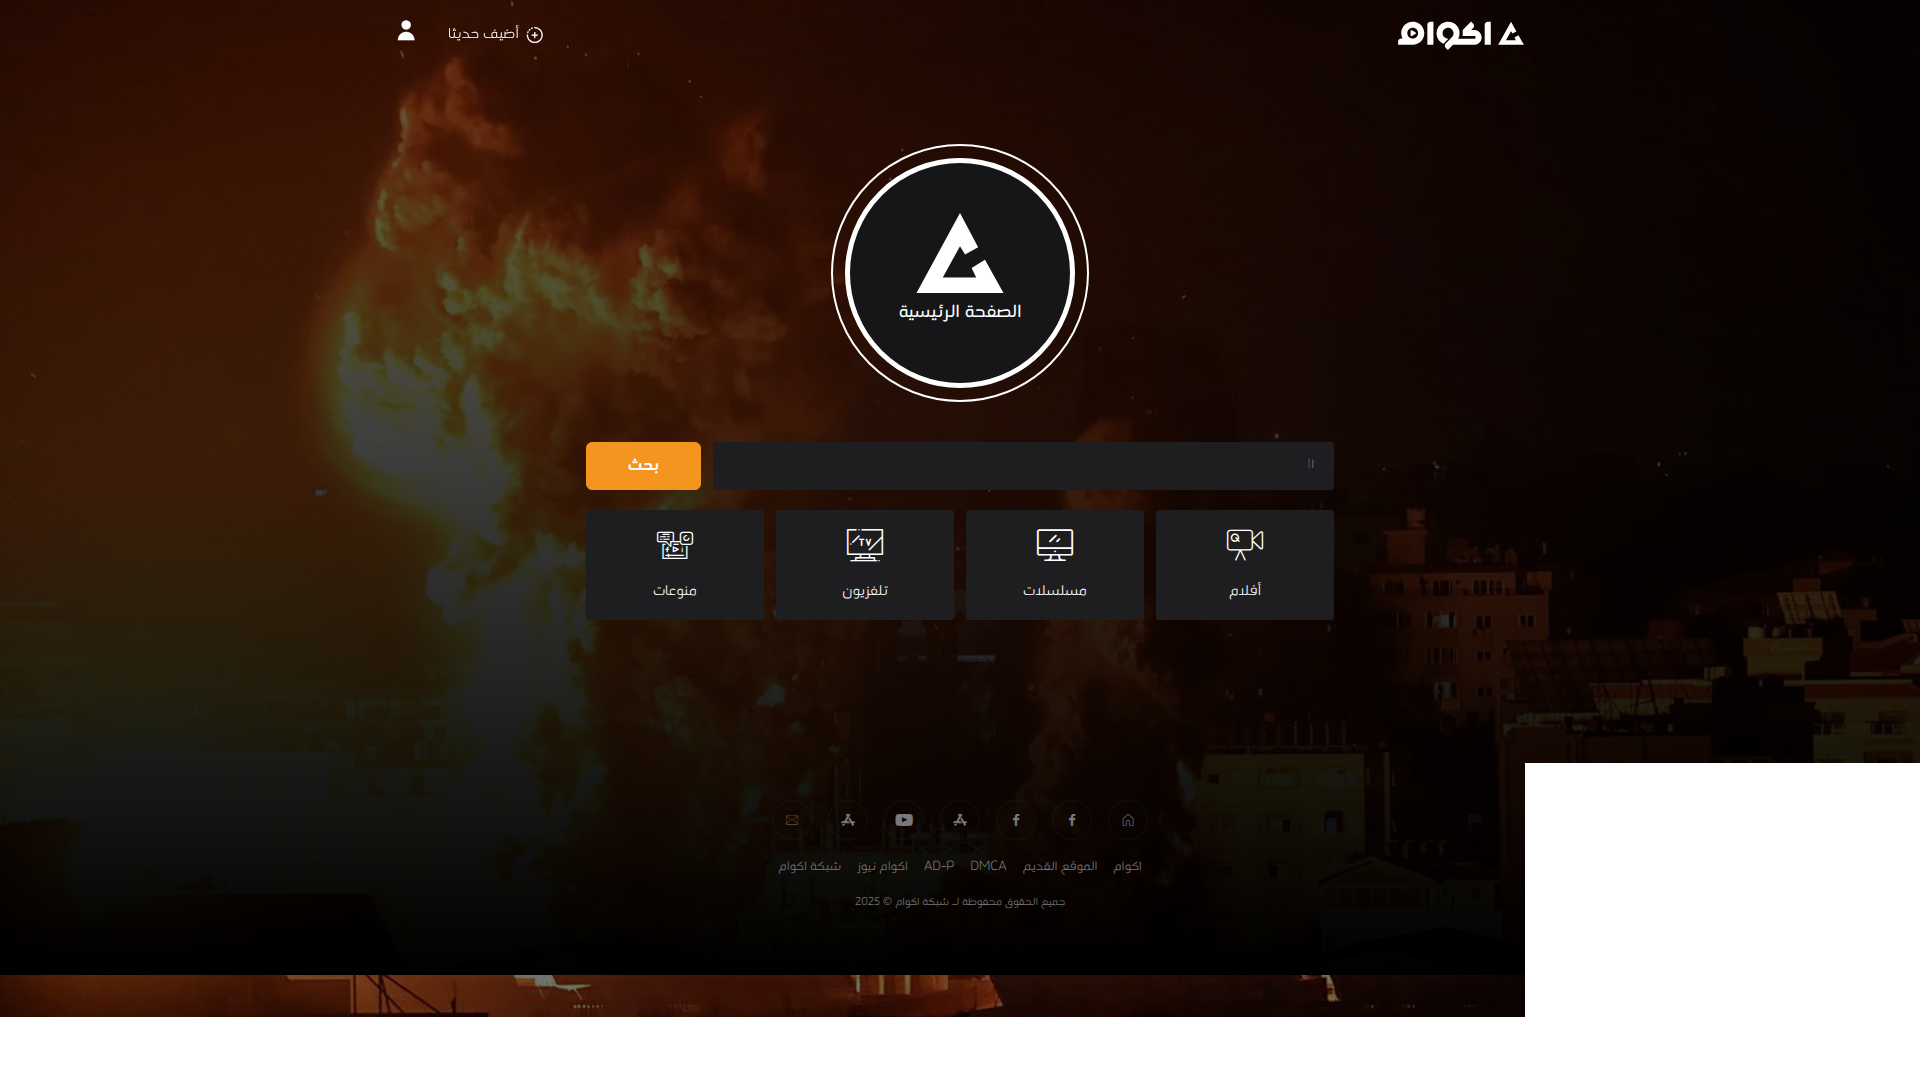 اكوام
أضيف حديثا
الصفحة الرئيسية
بحث
أفلام
مسلسلات
TV
تلفزيون
منوعات
اكوام الموقع القديم DMCA AD-P اكوام نيوز شبكة اكوام
جميع الحقوق محفوظة لـ شبكة اكوام © 2025